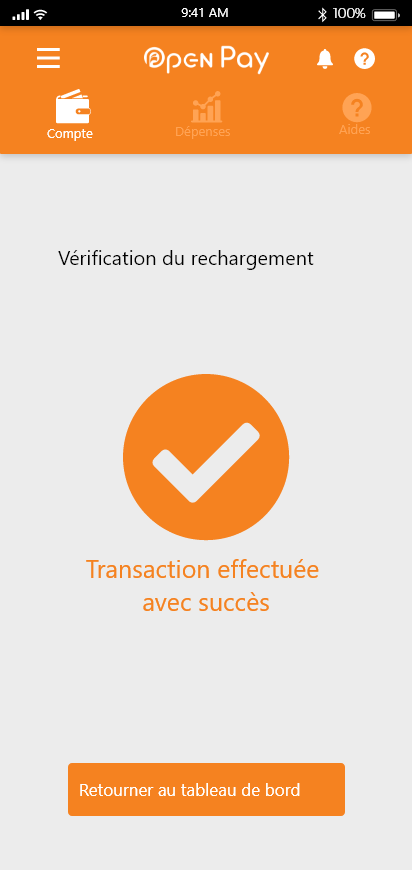 9:41 AM
100%
Open Pay
Compte
Dépenses
Aides
Vérification du rechargement
Transaction effectuée
avec succès
Retourner au tableau de bord